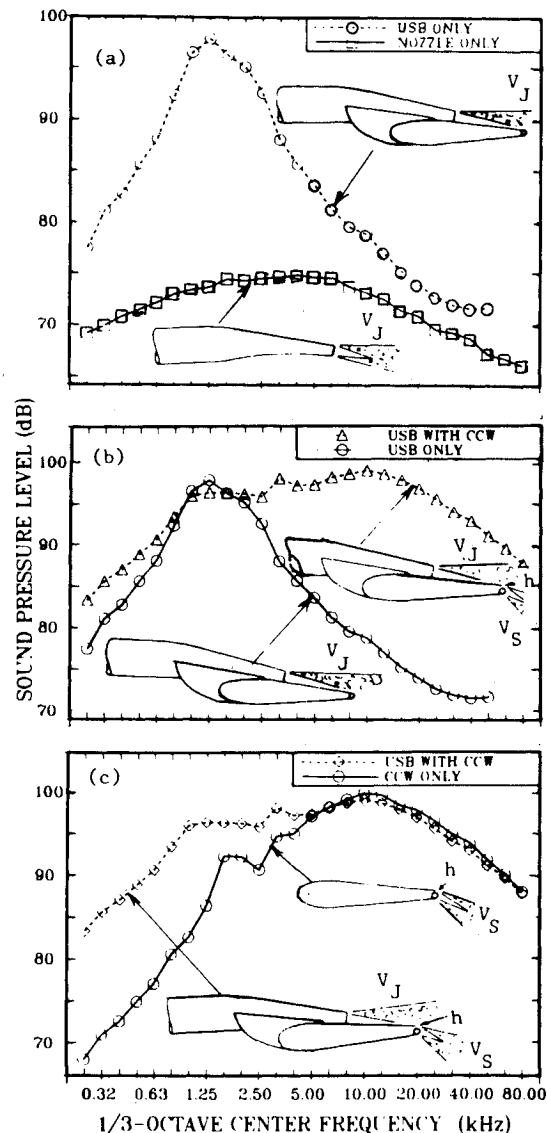 USB ONLY
NOZZLE ONLY
(a)
V_J
90
80
V_J
70
USB WITH CCW
USB ONLY
(b)
100
90
V_J
h
V_S
80
V_J
70
USB WITH CCW
CCW ONLY
(c)
100
90
h
V_S
80
V_J
h
70
V_S
0.32 0.63 1.25 2.50 5.00 10.00 20.00 40.00 80.00
1/3-OCTAVE CENTER FREQUENCY (kHz)
SOUND PRESSURE LEVEL (dB)